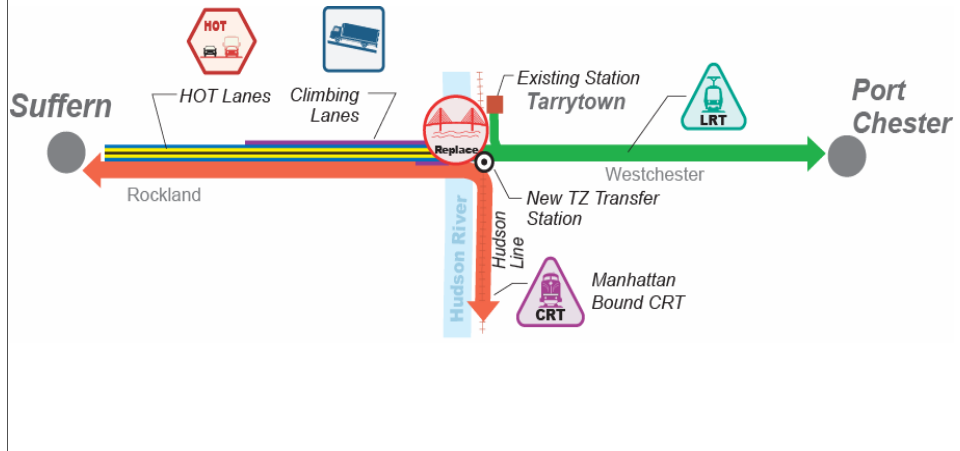 HOT
Suffern
HOT Lanes
Climbing
Lanes
Existing Station
Tarrytown
LRT
Port
Chester
Replace
Rockland
Westchester
New TZ Transfer
Station
Hudson River
Hudson
Line
CRT
Manhattan
Bound CRT